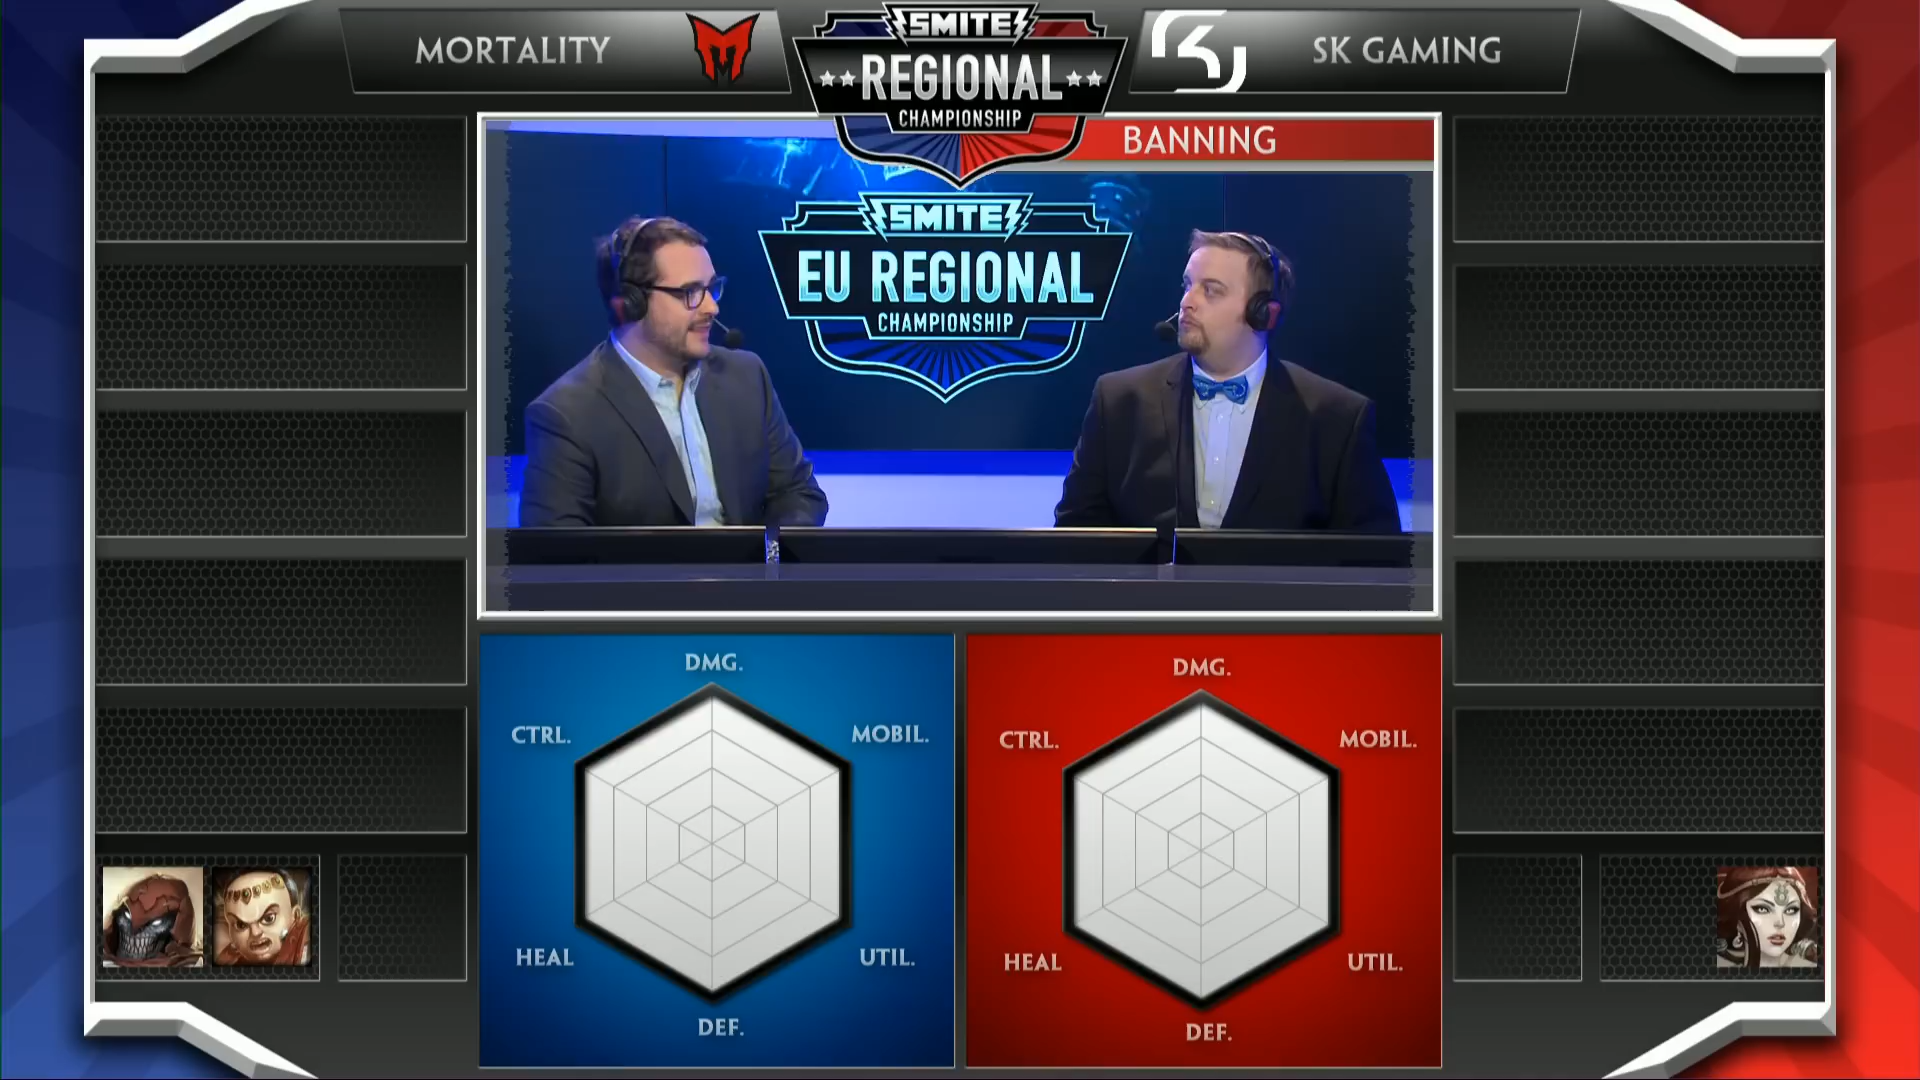 MORTALITY
SMITE
REGIONAL
CHAMPIONSHIP
SK
SK GAMING
BANNING
SMITE
EU REGIONAL
CHAMPIONSHIP
DMG.
CTRL.
MOBIL.
HEAL
UTIL.
DEF.
DMG.
CTRL.
MOBIL.
HEAL
UTIL.
DEF.